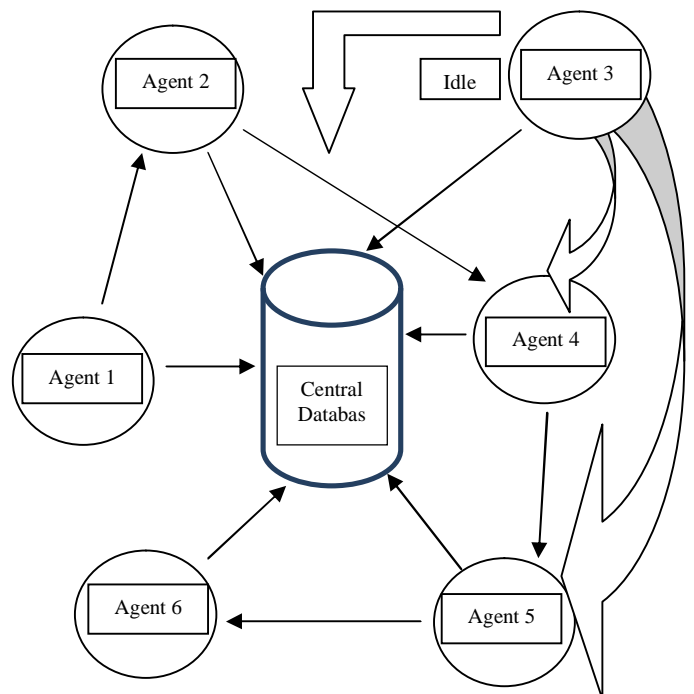 Agent 2
Idle
Agent 3
Agent 4
Agent 1
Central
Databas
Agent 6
Agent 5